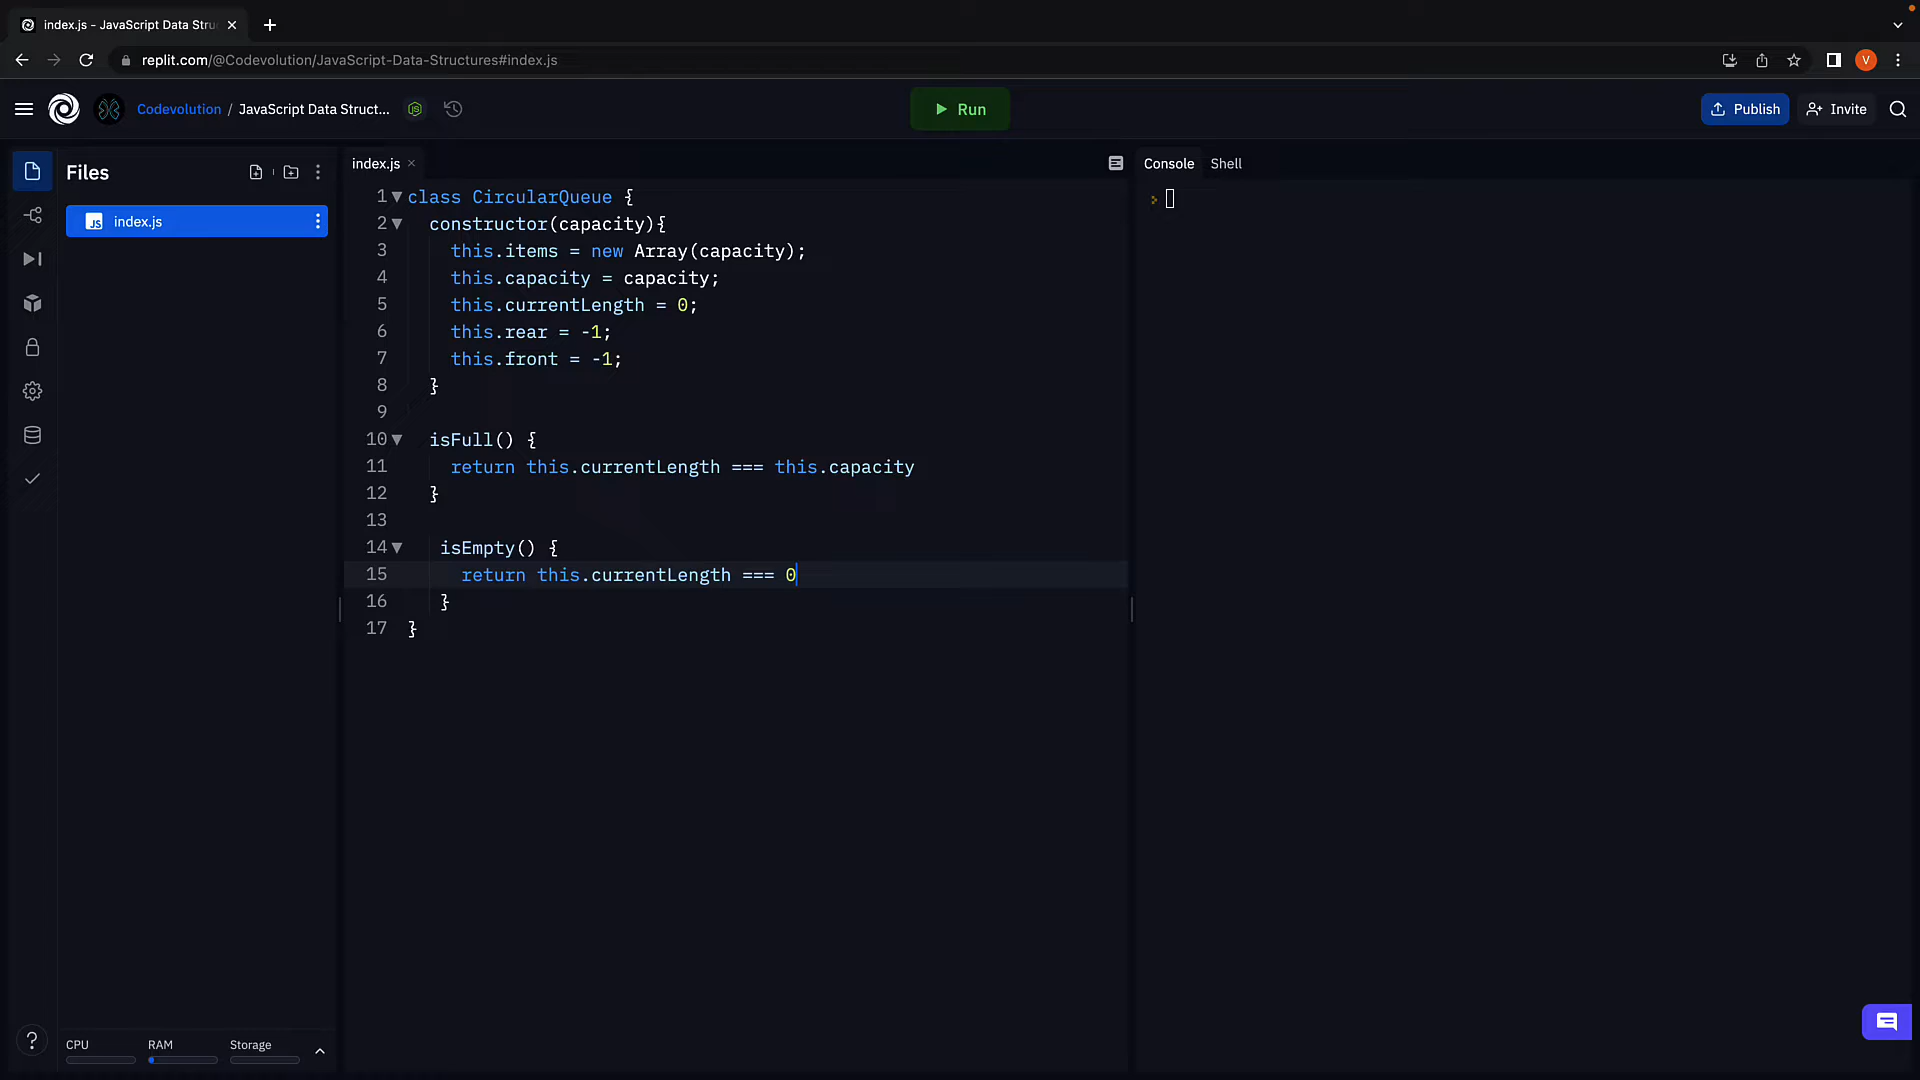 index.js - JavaScript Data Stru
replit.com/@Codevolution/JavaScript-Data-Structures#index.js
V
Codevolution / JavaScript Data Struct...
Run
Publish
Invite
Files
index.js
Console
Shell
JS index.js
1 class CircularQueue {
2 constructor(capacity){
3 this.items = new Array(capacity);
4 this.capacity = capacity;
5 this.currentLength = 0;
6 this.rear = -1;
7 this.front = -1;
8 }
9
10 isFull() {
11 return this.currentLength === this.capacity
12 }
13
14 isEmpty() {
15 return this.currentLength === 0
16 }
17 }
?
CPU
RAM
Storage